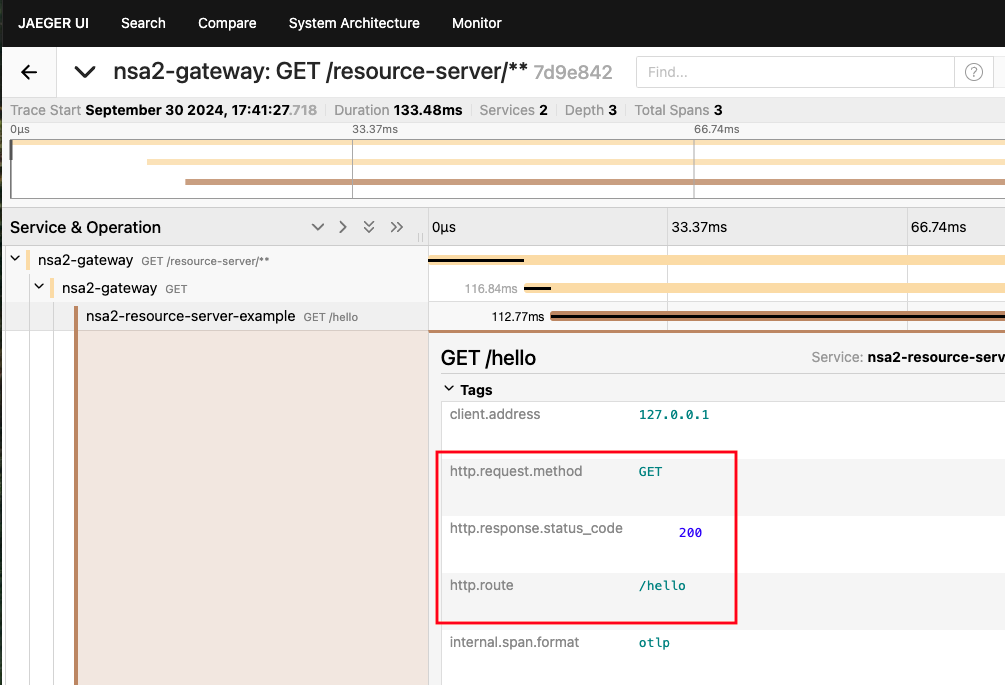 JAEGER UI Search Compare System Architecture Monitor
nsa2-gateway: GET /resource-server/** 7d9e842 Find...
Trace Start September 30 2024, 17:41:27.718 Duration 133.48ms Services 2 Depth 3 Total Spans 3
0μs 33.37ms 66.74ms
Service & Operation 0μs 33.37ms 66.74ms
nsa2-gateway GET /resource-server/**
nsa2-gateway GET 116.84ms
nsa2-resource-server-example GET /hello 112.77ms
GET /hello Service: nsa2-resource-serv
Tags
client.address 127.0.0.1
http.request.method GET
http.response.status_code 200
http.route /hello
internal.span.format otlp